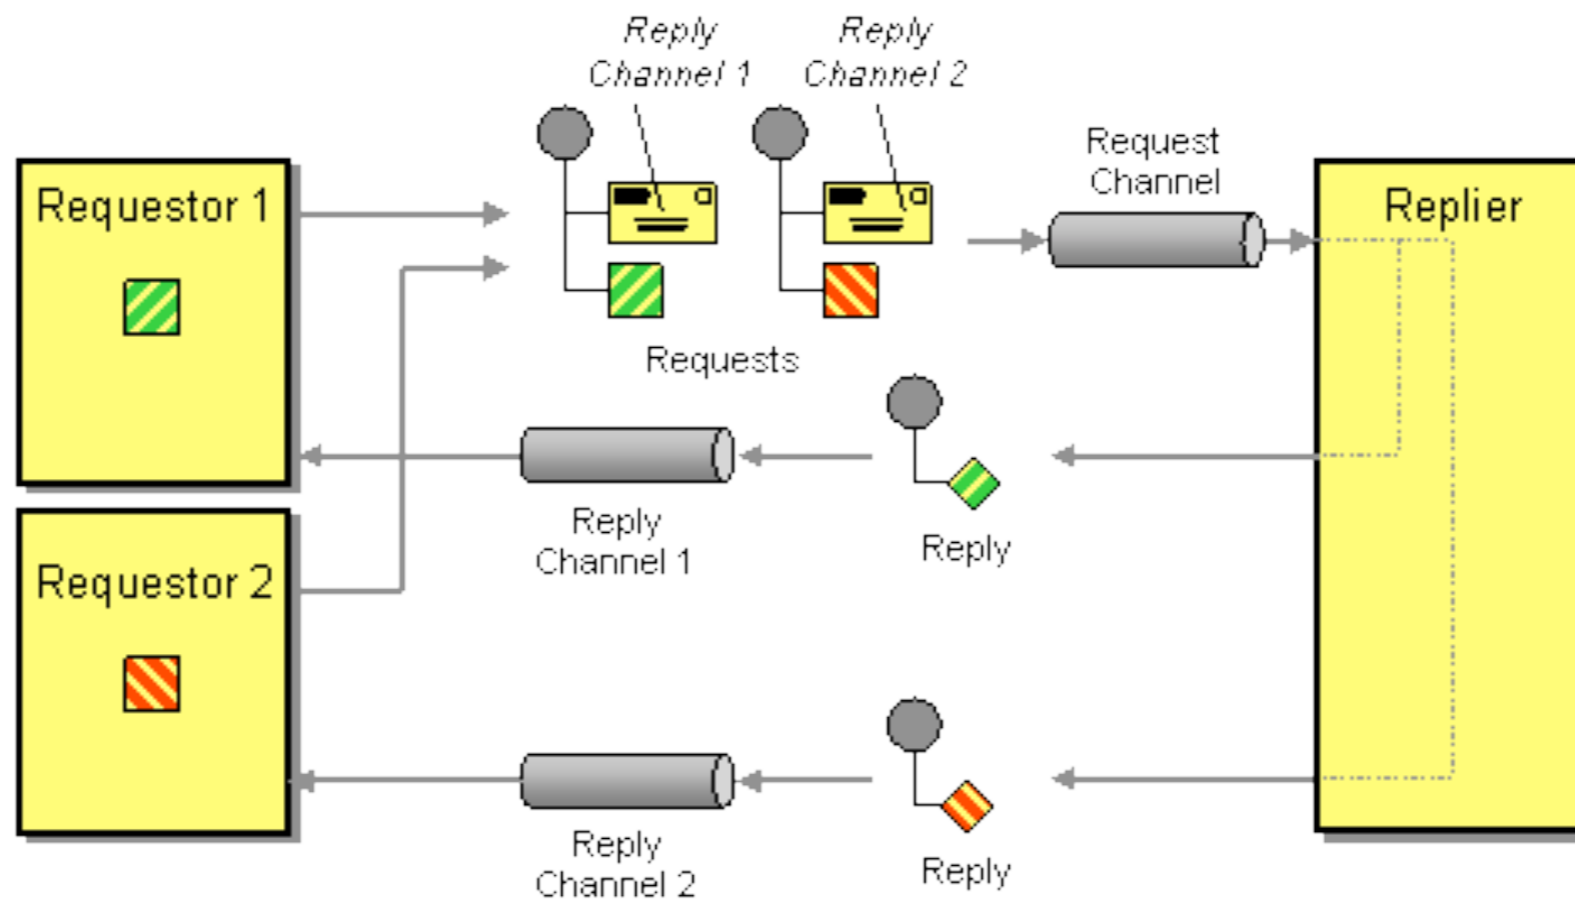 Reply
Channel 1
Reply
Channel 2
Request
Channel
Requestor 1
Replier
Requests
Reply
Channel 1
Reply
Requestor 2
Reply
Channel 2
Reply